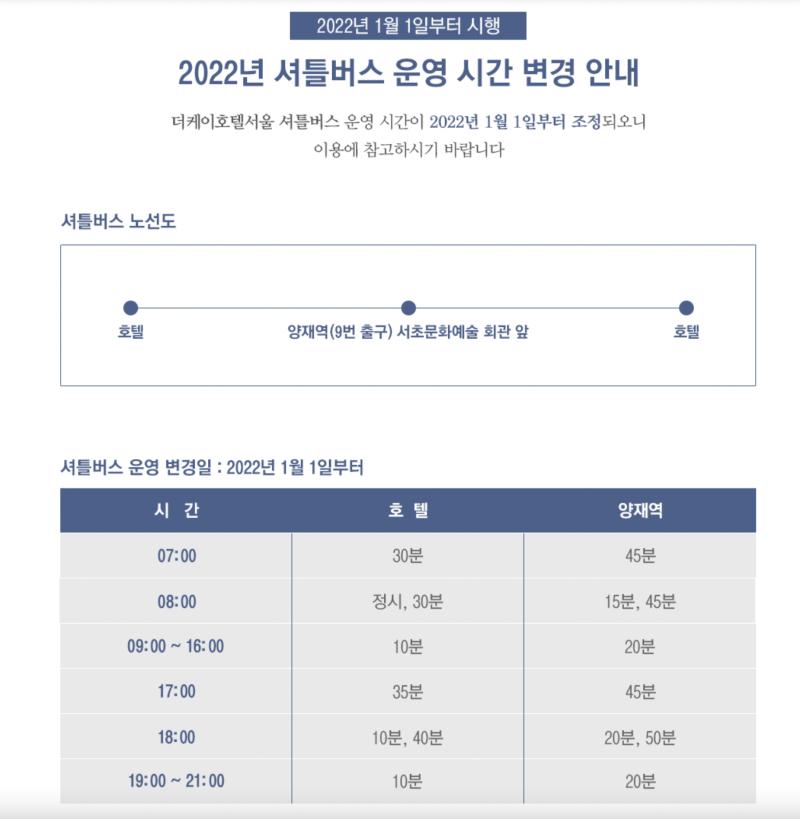 2022년 1월 1일부터 시행
2022년 셔틀버스 운영 시간 변경 안내
더케이호텔서울 셔틀버스 운영 시간이 2022년 1월 1일부터 조정되오니
이용에 참고하시기 바랍니다
셔틀버스 노선도
호텔 양재역(9번 출구) 서초문화예술 회관 앞 호텔
셔틀버스 운영 변경일 : 2022년 1월 1일부터
시 간 호 텔 양재역
07:00 30분 45분
08:00 정시, 30분 15분, 45분
09:00 ~ 16:00 10분 20분
17:00 35분 45분
18:00 10분, 40분 20분, 50분
19:00 ~ 21:00 10분 20분